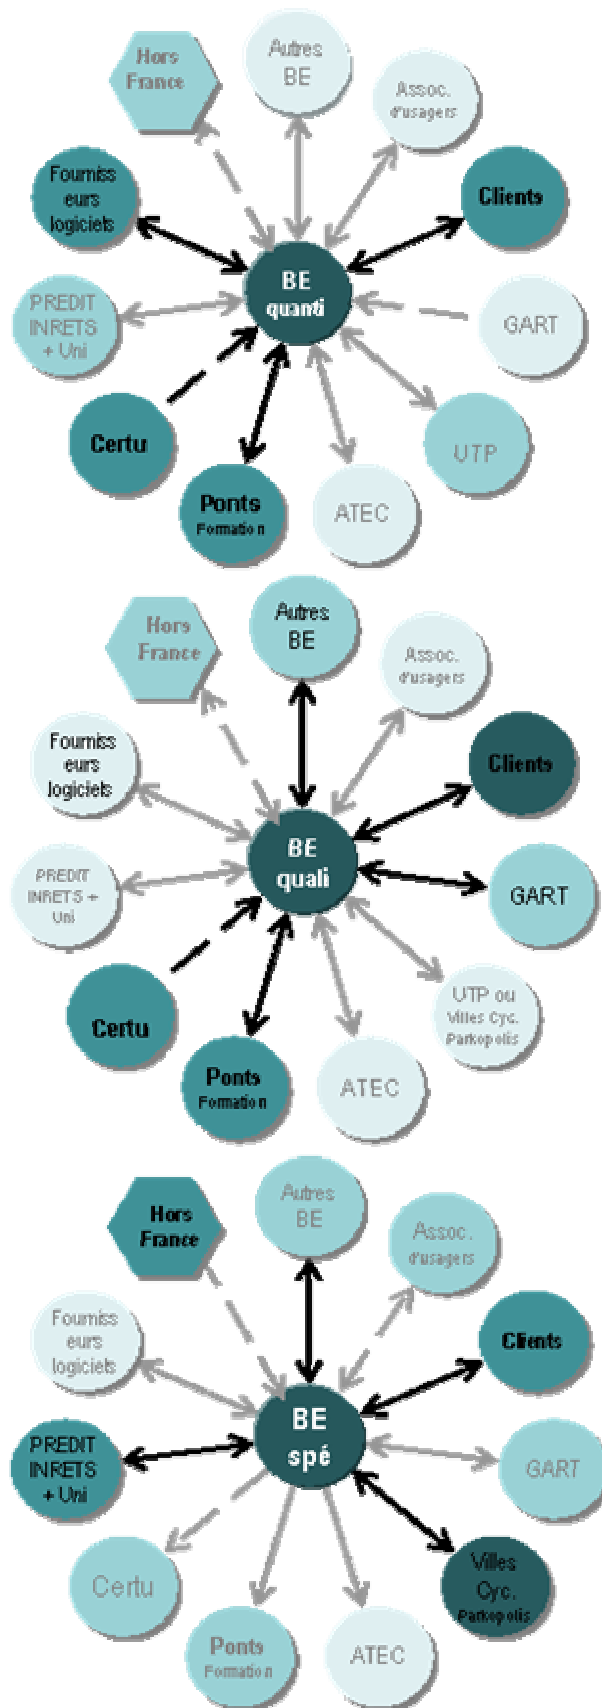 Hors
France
Autres
BE
Assoc.
d'usagers
Fourniss
eurs
logiciels
Clients
BE
quanti
PREDIT
INRETS
+ Uni
GART
Certu
UTP
Ponts
Formation
ATEC
Hors
France
Autres
BE
Assoc.
d'usagers
Fourniss
eurs
logiciels
Clients
BE
quali
PREDIT
INRETS +
Uni
GART
Certu
UTP ou
Villes Cyc.
Parkopolis
Ponts
Formation
ATEC
Hors
France
Autres
BE
Assoc.
d'usagers
Fourniss
eurs
logiciels
Clients
BE
spé
PREDIT
INRETS
+ Uni
GART
Certu
Villes
Cyc.
Parkopolis
Ponts
Formation
ATEC